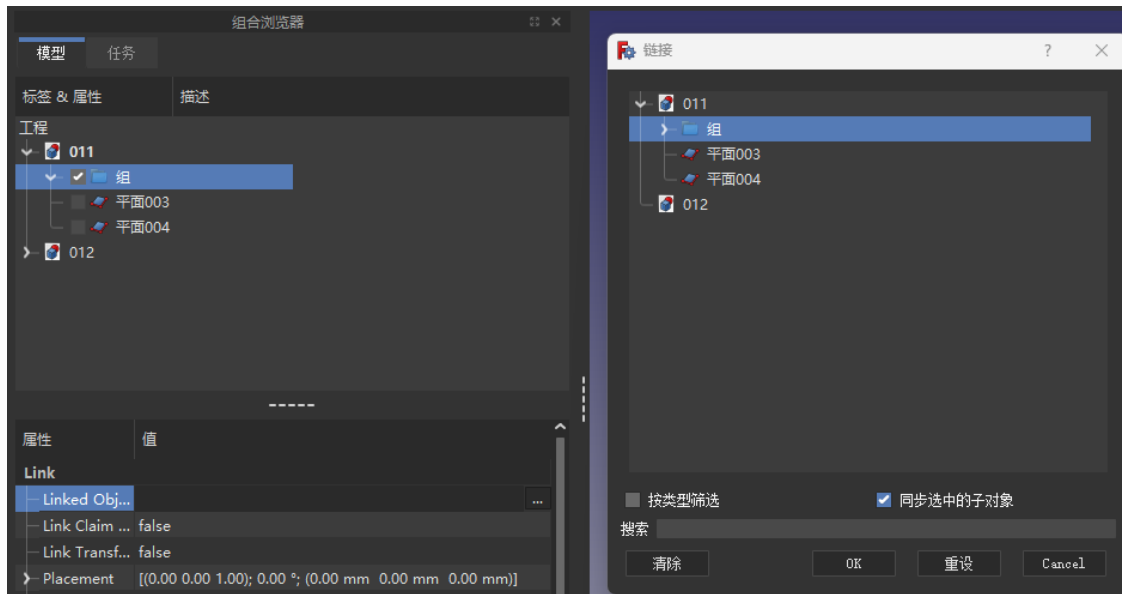 组合浏览器
模型 任务
标签 & 属性 描述
工程
011
组
平面003
平面004
012
属性 值
Link
Linked Obj... ...
Link Claim ... false
Link Transf... false
Placement [(0.00 0.00 1.00); 0.00 °; (0.00 mm 0.00 mm 0.00 mm)]
链接 ?
011
组
平面003
平面004
012
按类型筛选 同步选中的子对象
搜索
清除 OK 重设 Cancel